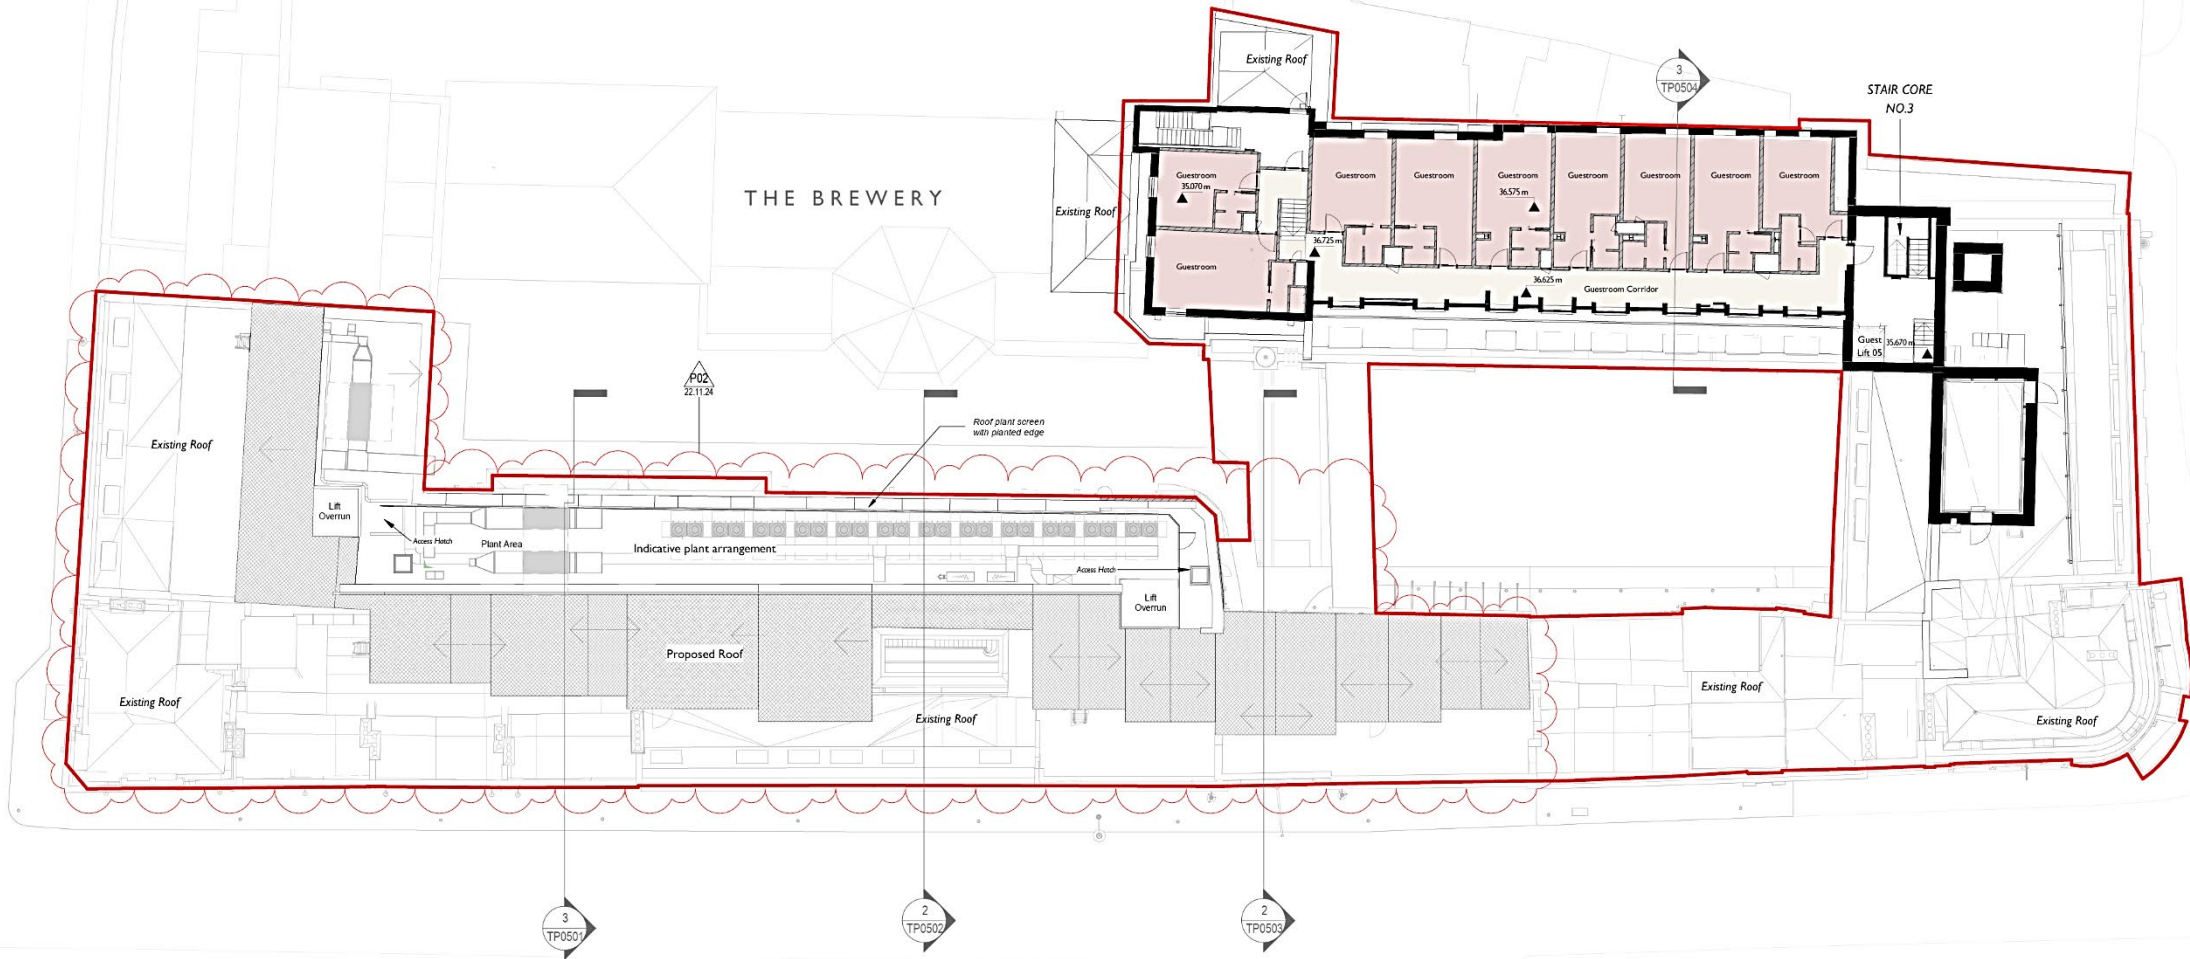 Existing Roof
3
TP0504
STAIR CORE
NO.3
THE BREWERY
Existing Roof
Guestroom
35.070 m
Guestroom
Guestroom
Guestroom
36.575 m
Guestroom
Guestroom
Guestroom
Guestroom
36.725 m
Guestroom
36.625 m
Guestroom Corridor
Guest
Lift 05
35.670 m
P02
22.11.24
Roof plant screen
with planted edge
Existing Roof
Lift
Overrun
Access Hatch
Plant Area
Indicative plant arrangement
Access Hatch
Lift
Overrun
Proposed Roof
Existing Roof
Existing Roof
Existing Roof
Existing Roof
3
TP0501
2
TP0502
2
TP0503